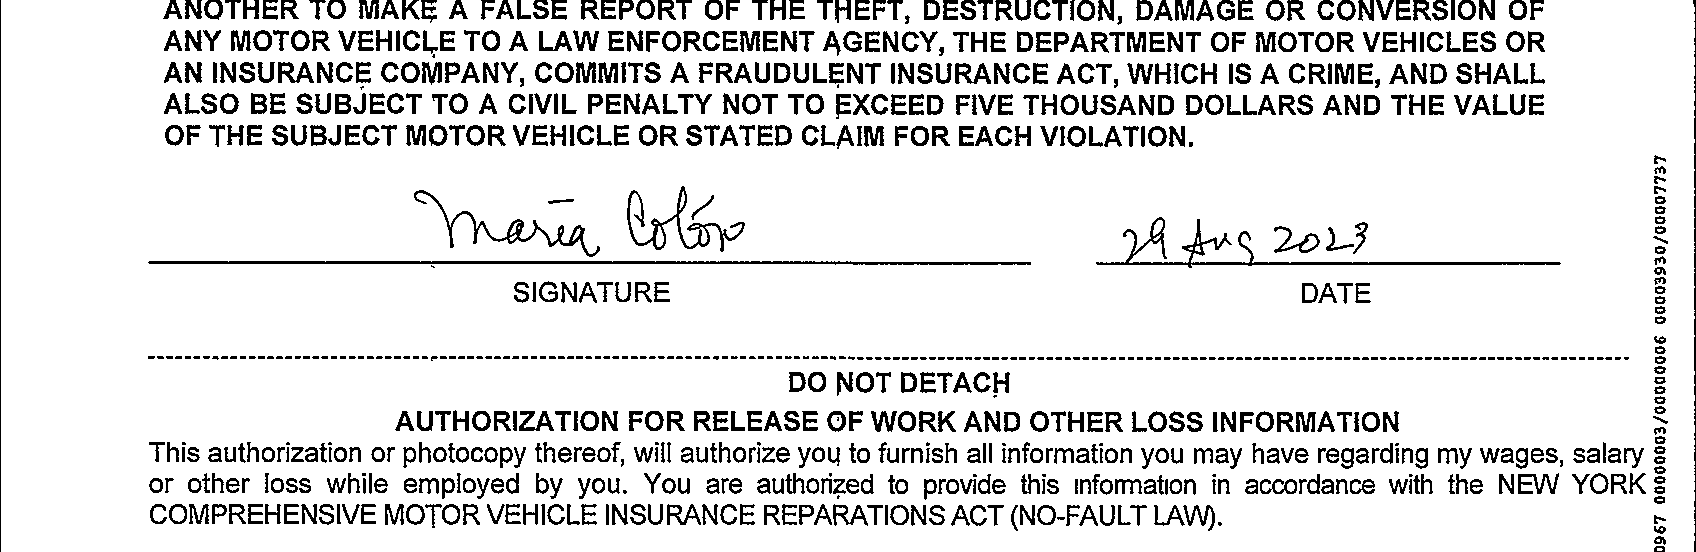 ANOTHER TO MAKE A FALSE REPORT OF THE THEFT, DESTRUCTION, DAMAGE OR CONVERSION OF
ANY MOTOR VEHICLE TO A LAW ENFORCEMENT AGENCY, THE DEPARTMENT OF MOTOR VEHICLES OR
AN INSURANCE COMPANY, COMMITS A FRAUDULENT INSURANCE ACT, WHICH IS A CRIME, AND SHALL
ALSO BE SUBJECT TO A CIVIL PENALTY NOT TO EXCEED FIVE THOUSAND DOLLARS AND THE VALUE
OF THE SUBJECT MOTOR VEHICLE OR STATED CLAIM FOR EACH VIOLATION.
María Colón 29 Aug 2023
SIGNATURE DATE
DO NOT DETACH
AUTHORIZATION FOR RELEASE OF WORK AND OTHER LOSS INFORMATION
This authorization or photocopy thereof, will authorize you to furnish all information you may have regarding my wages, salary
or other loss while employed by you. You are authorized to provide this information in accordance with the NEW YORK
COMPREHENSIVE MOTOR VEHICLE INSURANCE REPARATIONS ACT (NO-FAULT LAW).
0967 00000003/00000006 00003930/00007737